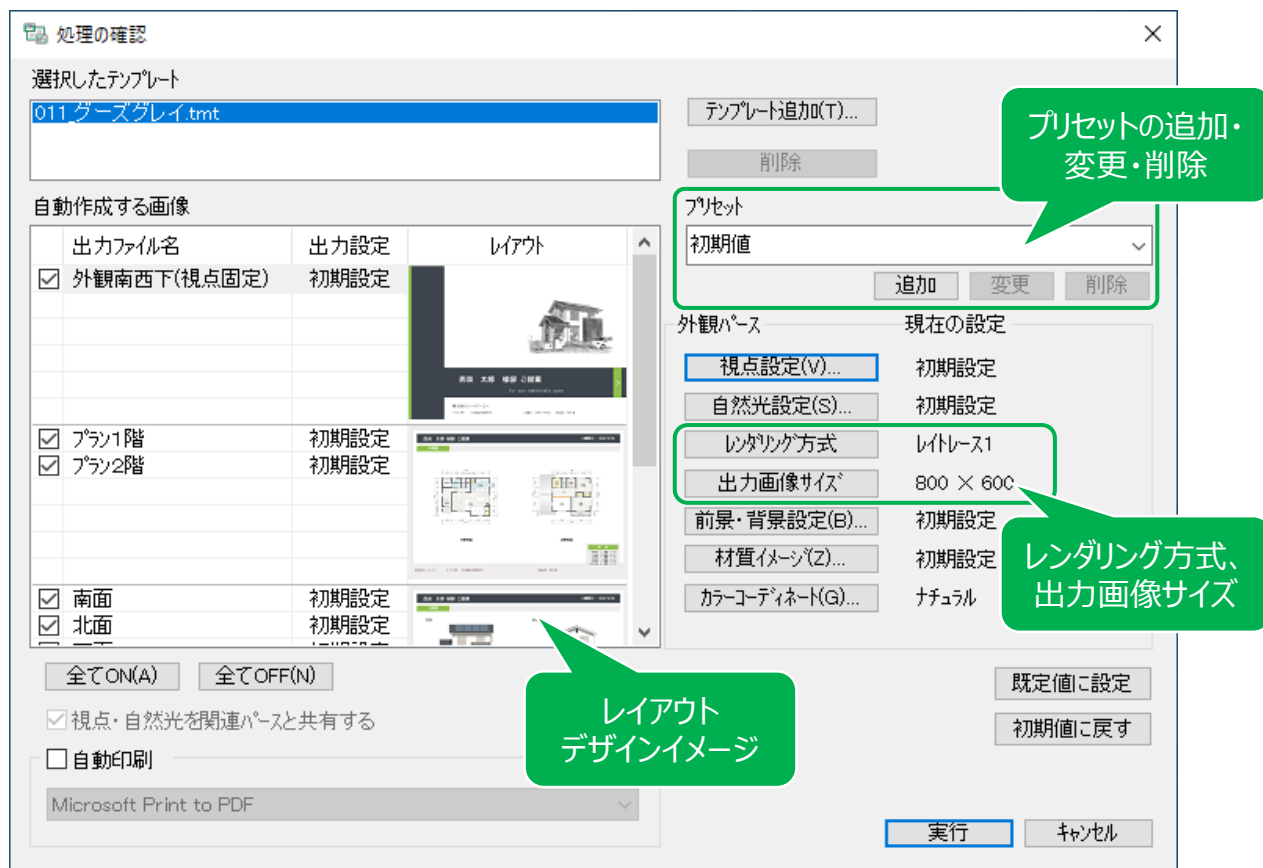 処理の確認
選択したテンプレート
011_グーズグレイ.tmt
テンプレート追加(T)...
削除
プリセットの追加・
変更・削除
自動作成する画像
出力ファイル名 出力設定 レイアウト
外観南西下(視点固定) 初期設定
西宮 太郎 様邸 ご提案
プラン1階 初期設定
プラン2階 初期設定
南面 初期設定
北面 初期設定
プリセット
初期値
追加 変更 削除
外観パース 現在の設定
視点設定(V)... 初期設定
自然光設定(S)... 初期設定
レンダリング方式 レイトレース1
出力画像サイズ 800 × 600
前景・背景設定(B)... 初期設定
材質イメージ(Z)... 初期設定
カラーコーディネート(G)... ナチュラル
レンダリング方式、
出力画像サイズ
全てON(A) 全てOFF(N)
視点・自然光を関連パースと共有する
レイアウト
デザインイメージ
既定値に設定
初期値に戻す
自動印刷
Microsoft Print to PDF
実行 キャンセル